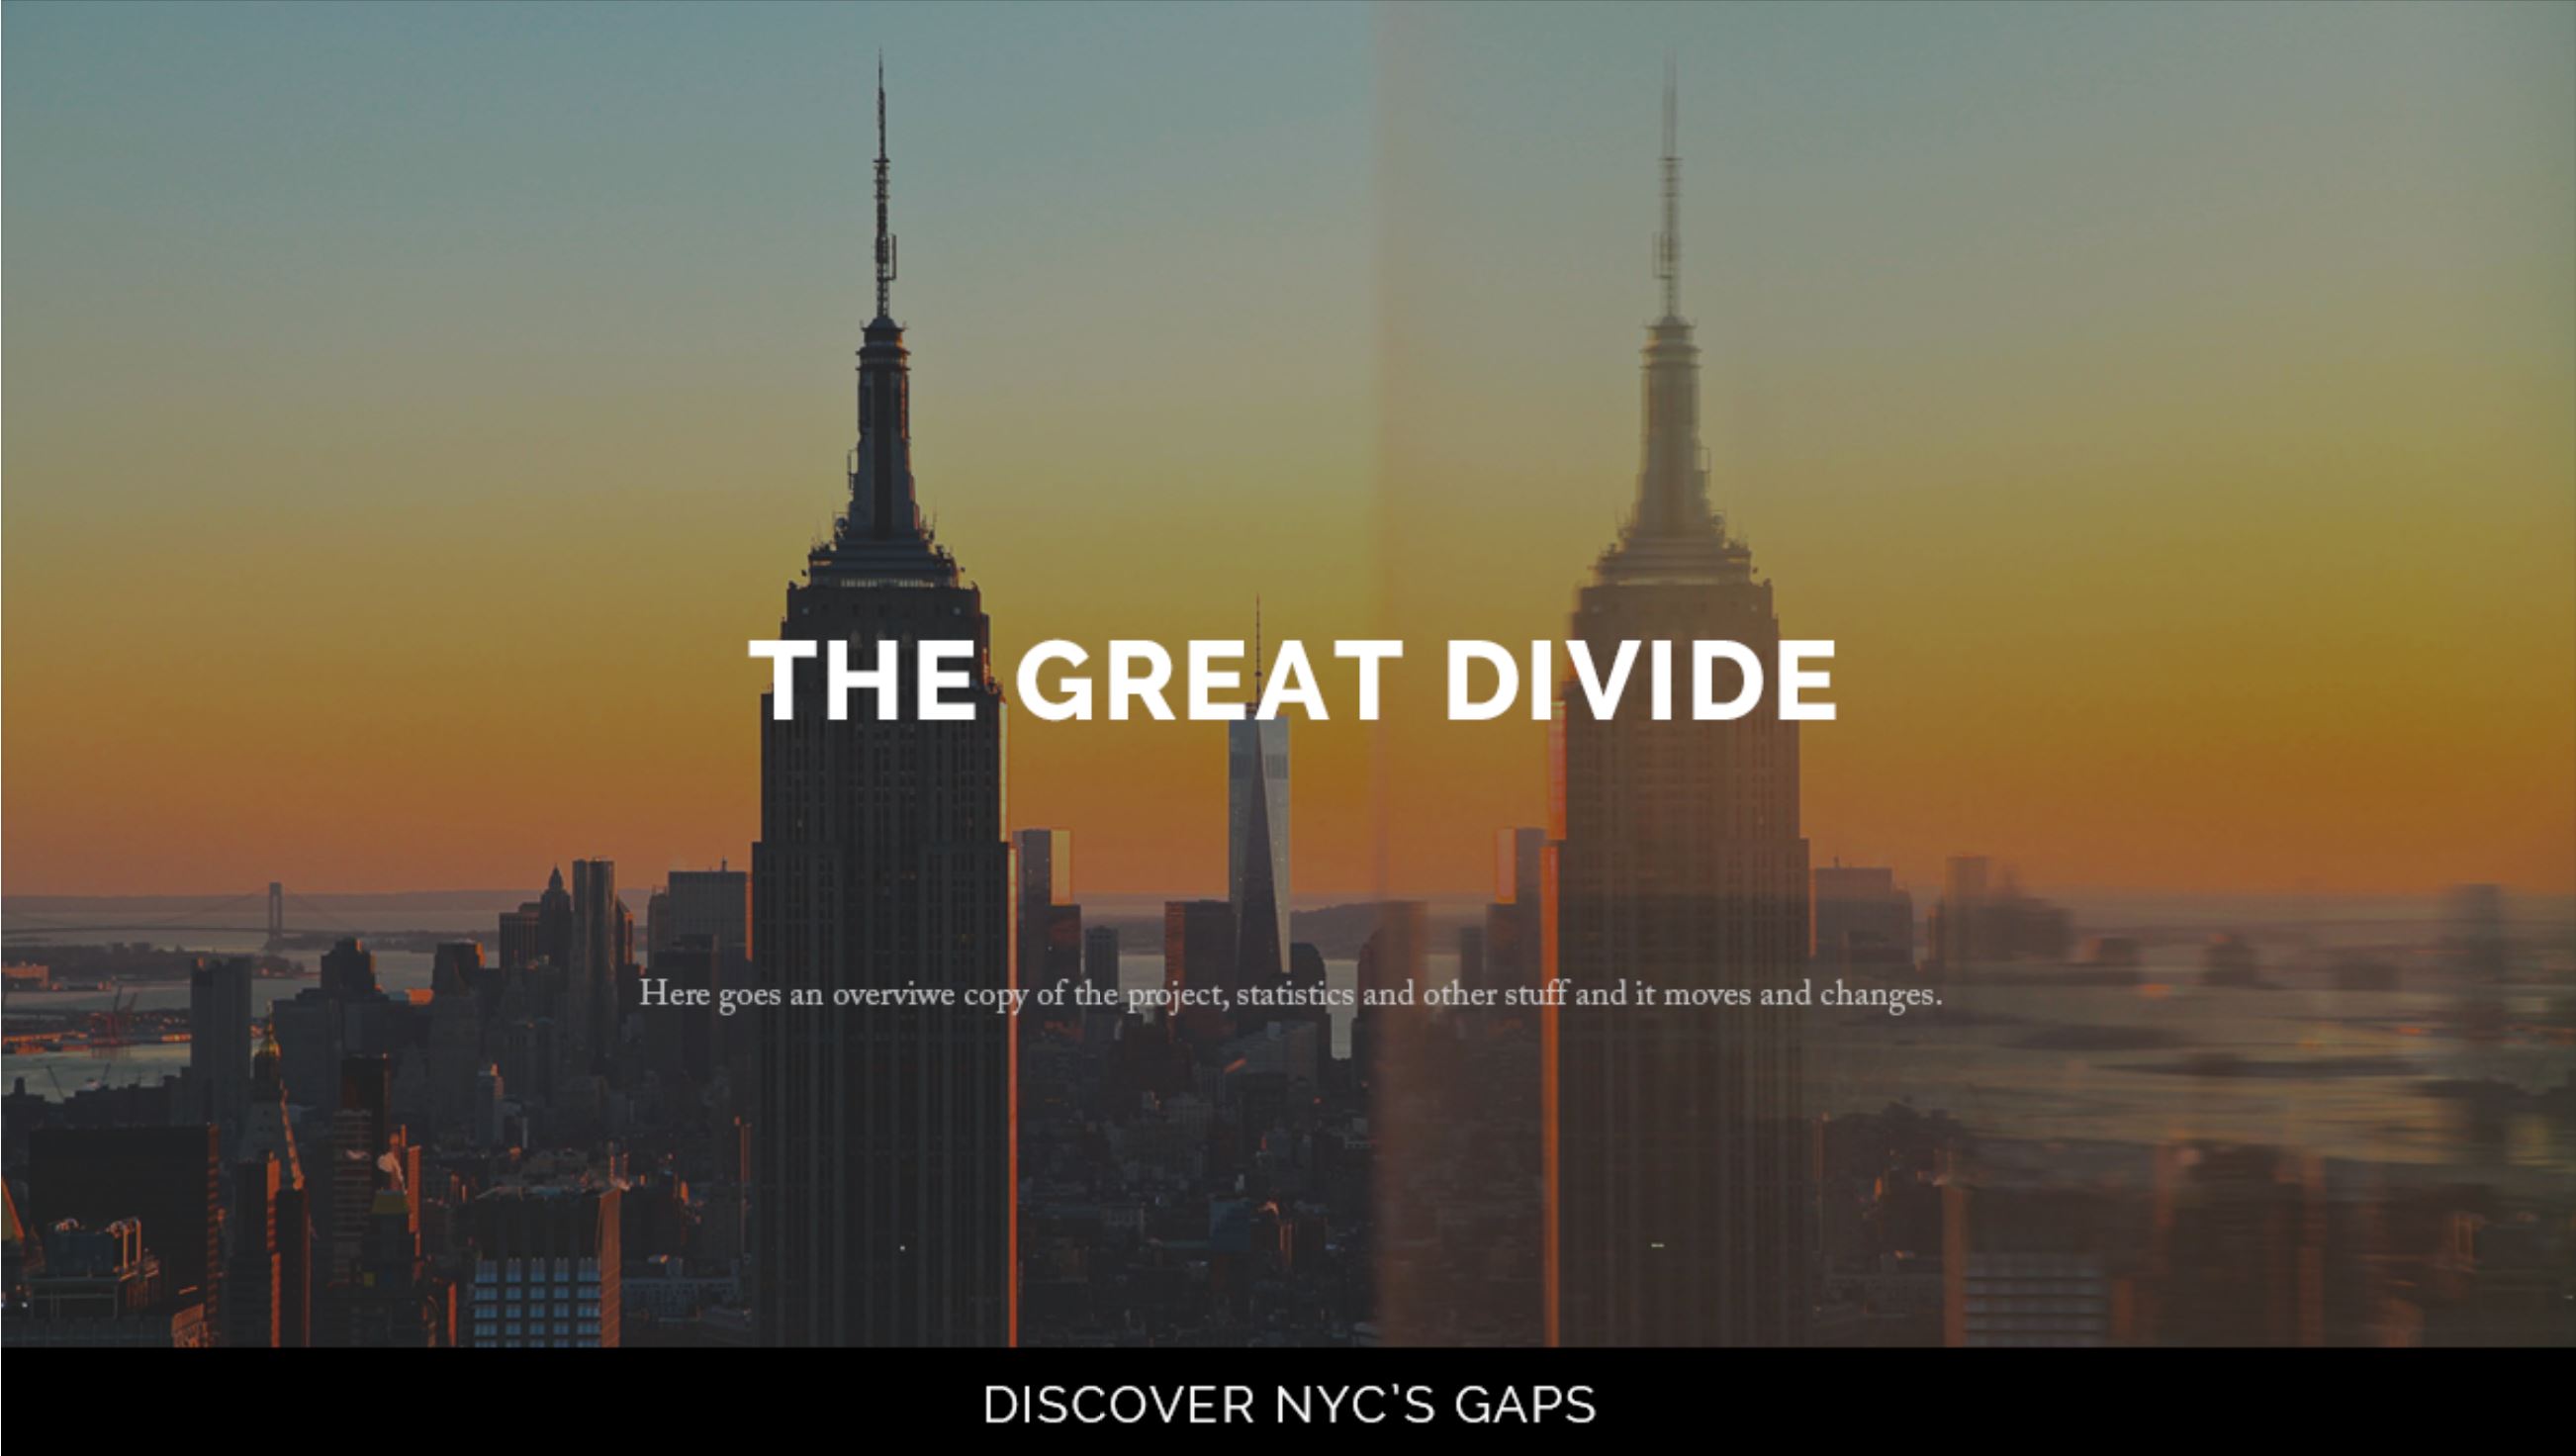 THE GREAT DIVIDE
Here goes an overviwe copy of the project, statistics and other stuff and it moves and changes.
DISCOVER NYC'S GAPS